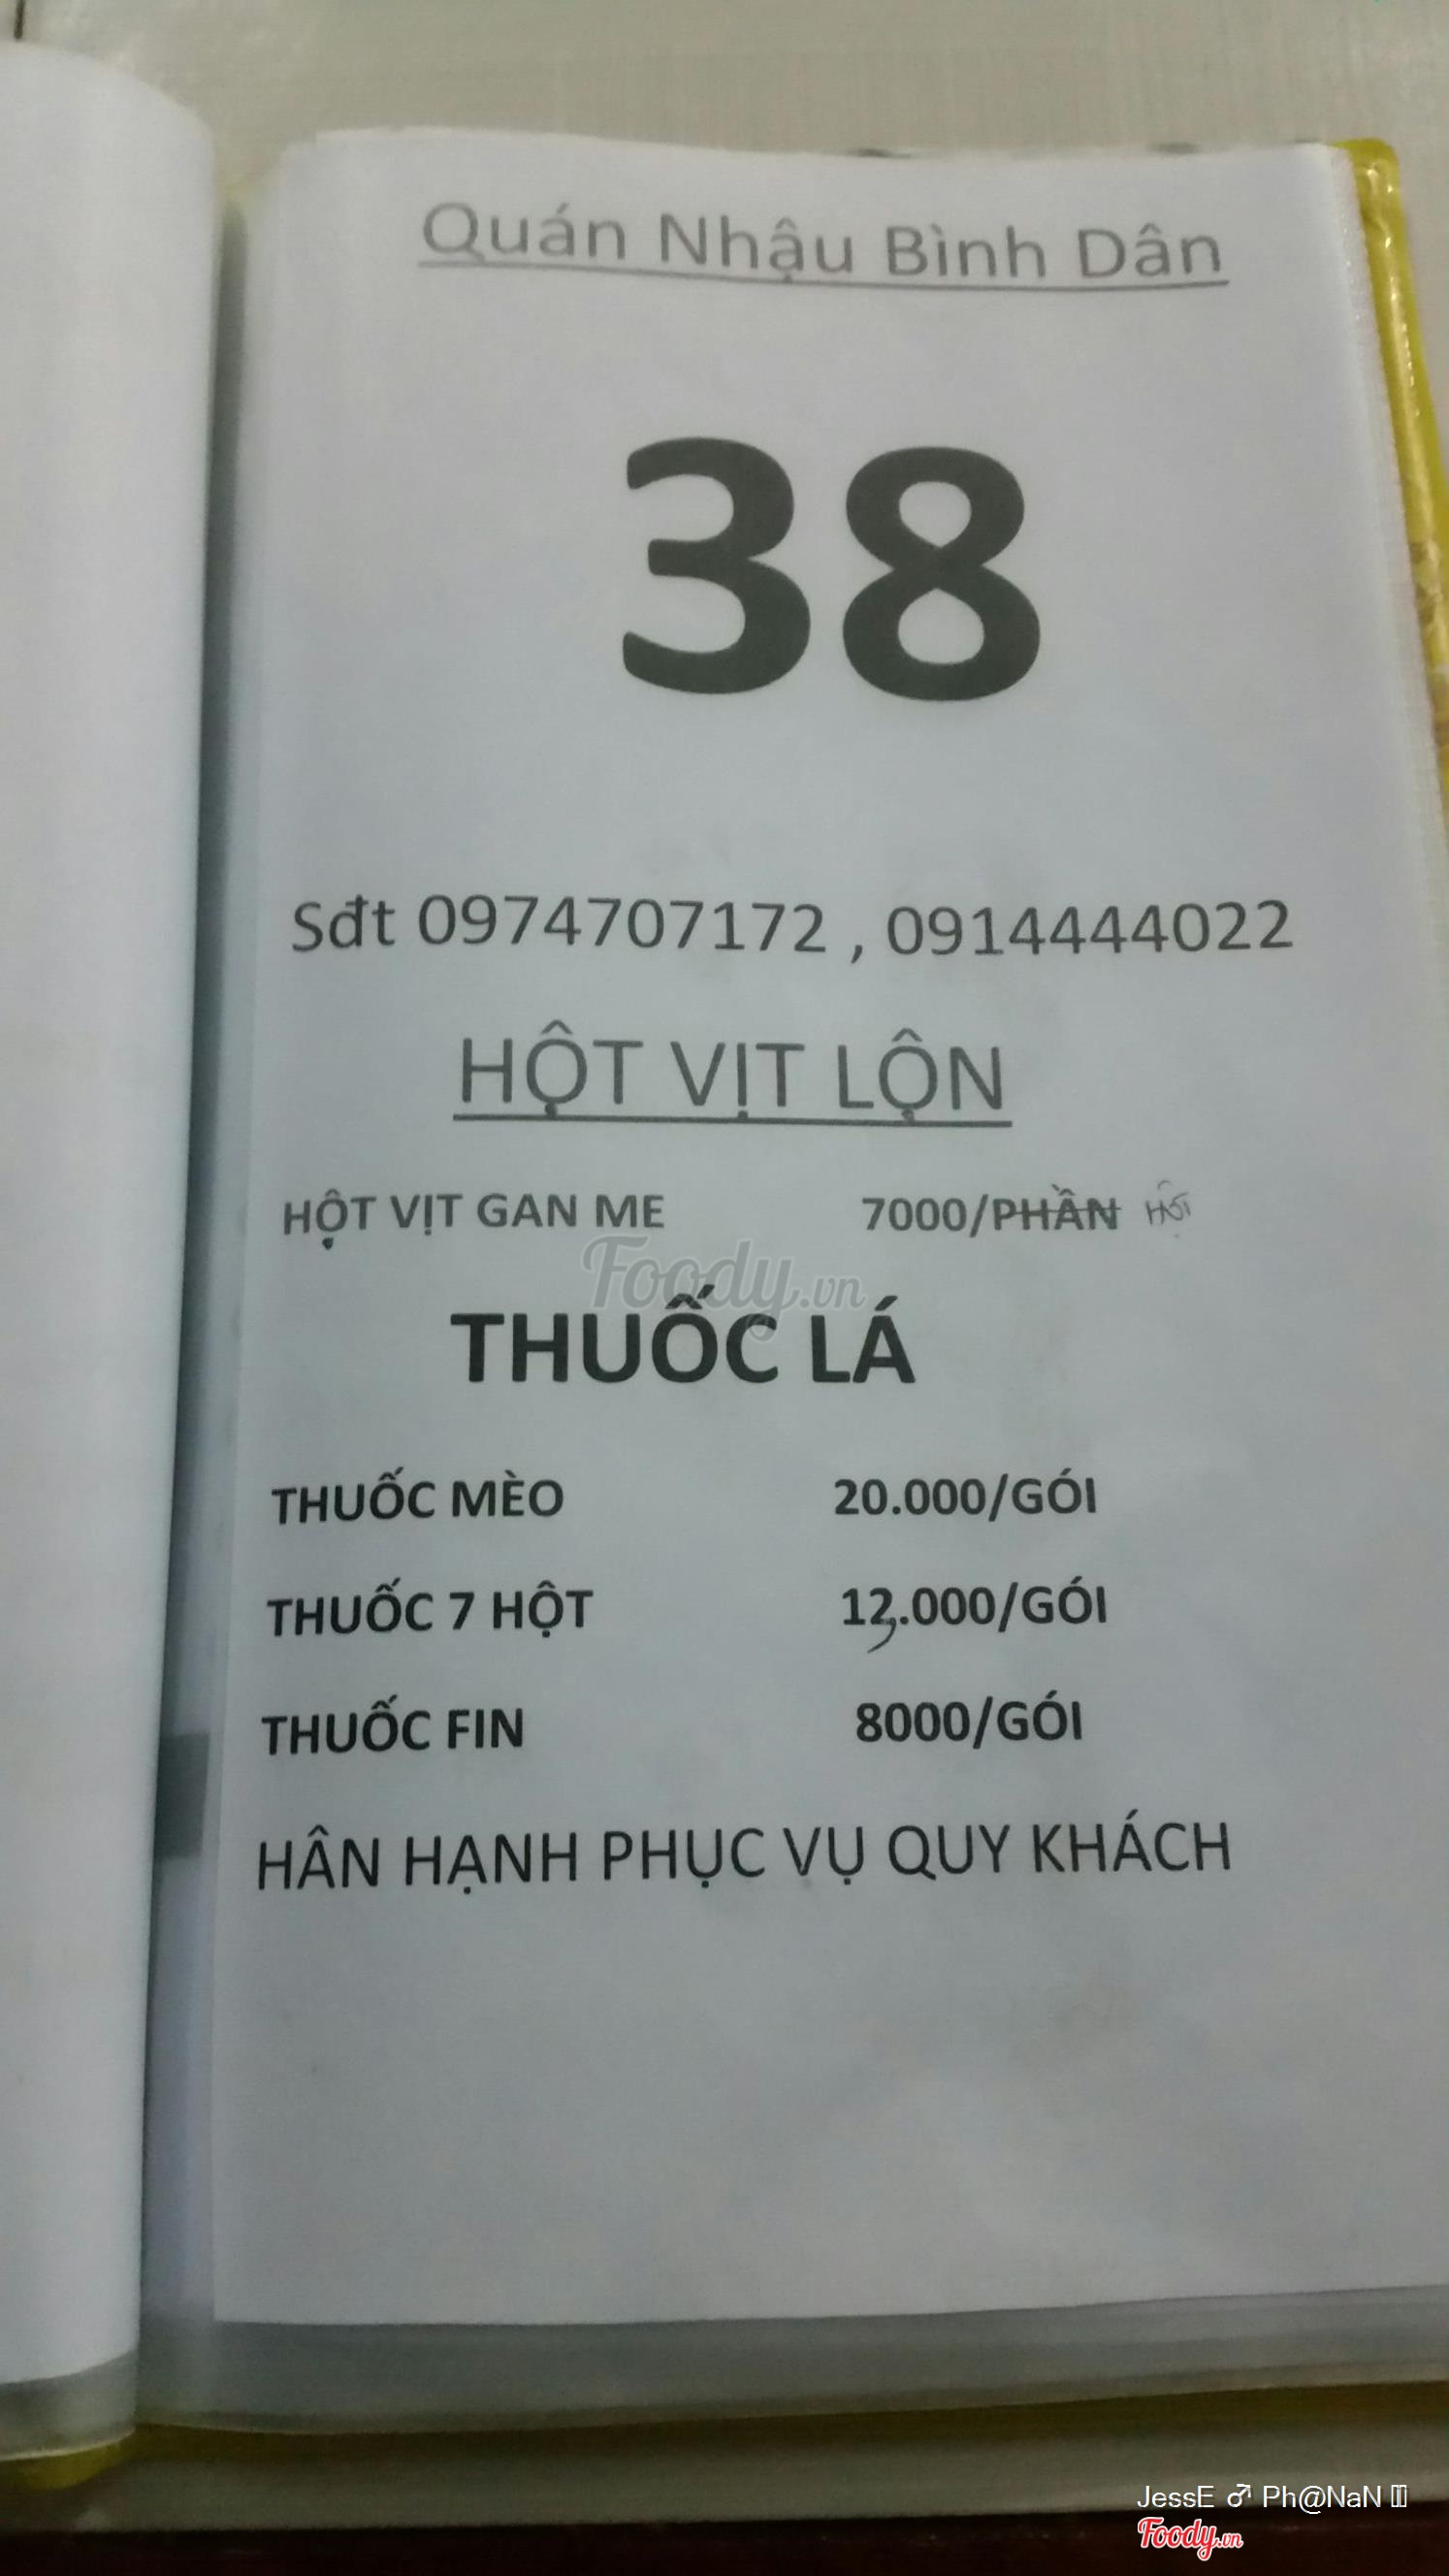 Quán Nhậu Bình Dân
38
Sđt 0974707172 , 0914444022
HỘT VỊT LỘN
HỘT VỊT GAN ME 7000/PHẦN HỘT
Foody.vn
THUỐC LÁ
THUỐC MÈO 20.000/GÓI
THUỐC 7 HỘT 13.000/GÓI
THUỐC FIN 8000/GÓI
HÂN HẠNH PHỤC VỤ QUY KHÁCH
JessE ♂ Ph@NaN
Foody.vn